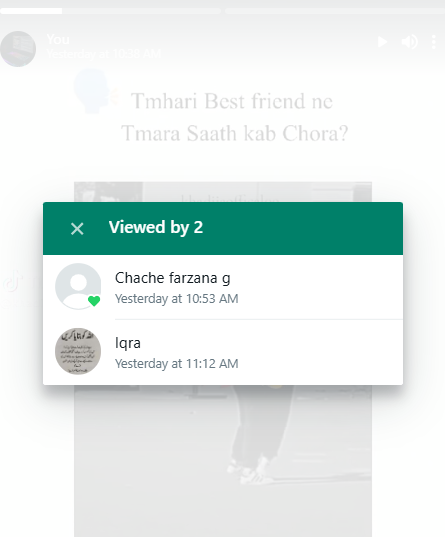 You
Yesterday at 10:50 AM
Tmhari Best friend ne
Tmara Saath kab Chora?
Viewed by 2
Chache farzana g
Yesterday at 10:53 AM
Iqra
Yesterday at 11:12 AM